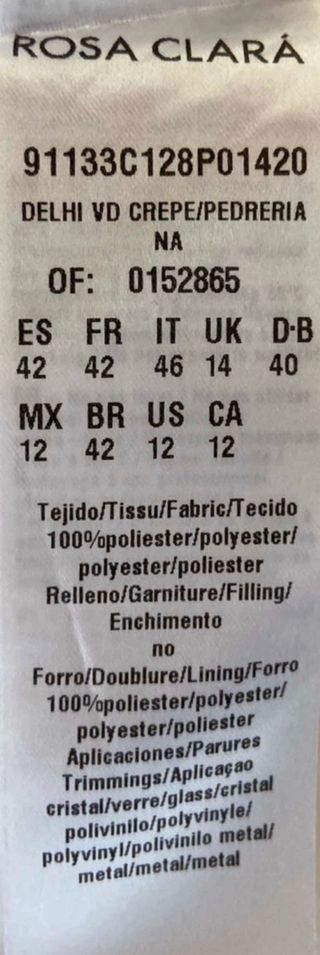 ROSA CLARÁ
91133C128P01420
DELHI VD CREPE/PEDRERIA
NA
OF: 0152865
ES FR IT UK D·B
42 42 46 14 40
MX BR US CA
12 42 12 12
Tejido/Tissu/Fabric/Tecido
100%poliester/polyester/
polyester/poliester
Relleno/Garniture/Filling/
Enchimento
no
Forro/Doublure/Lining/Forro
100%poliester/polyester/
polyester/poliester
Aplicaciones/Parures
Trimmings/Aplicaçao
cristal/verre/glass/cristal
polivinilo/polyvinyle/
polyvinyl/polivinilo metal/
metal/metal/metal